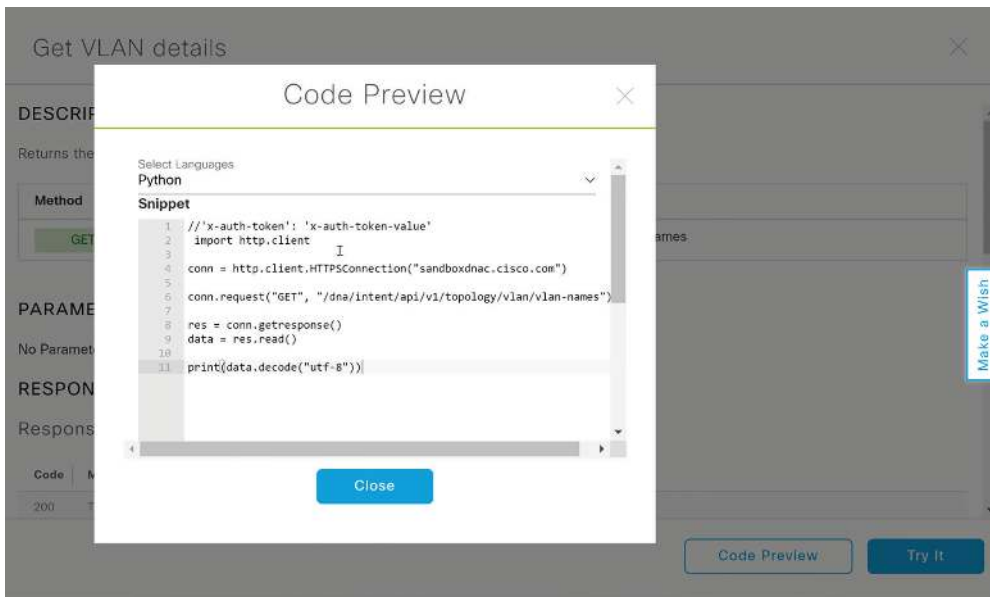 Get VLAN details
Code Preview
DESCRIP
Returns the
Select Languages
Python
Method
Snippet
GET
ames
1 //'x-auth-token': 'x-auth-token-value'
2 import http.client
3
4 conn = http.client.HTTPSConnection("sandboxdnac.cisco.com")
5
6 conn.request("GET", "/dna/intent/api/v1/topology/vlan/vlan-names")
7
8 res = conn.getresponse()
9 data = res.read()
10
11 print(data.decode("utf-8"))
PARAME
No Paramet
RESPON
Respons
Code M
200 T
Close
Make a Wish
Code Preview
Try It